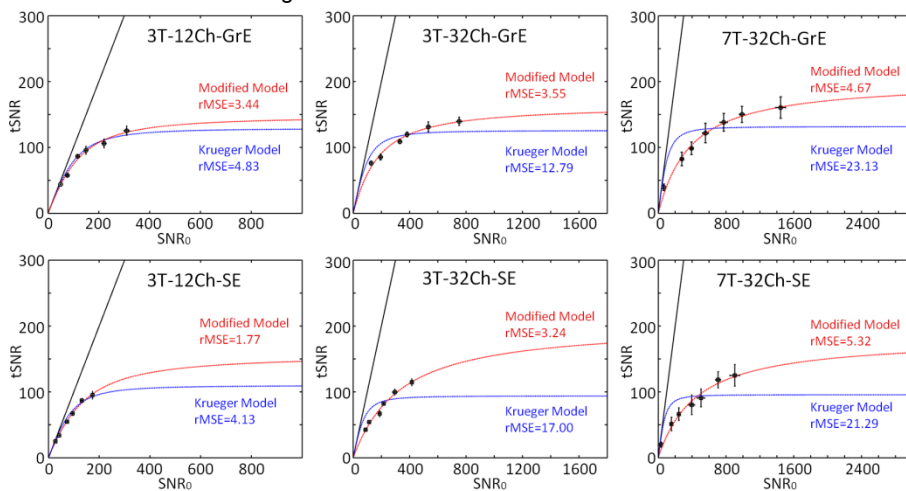 3T-12Ch-GrE
3T-32Ch-GrE
7T-32Ch-GrE
300
200
100
0
tSNR
Modified Model
rMSE=3.44
Krueger Model
rMSE=4.83
0 200 400 600 800
SNR₀
300
200
100
0
Modified Model
rMSE=3.55
Krueger Model
rMSE=12.79
0 400 800 1200 1600
SNR₀
300
200
100
0
Modified Model
rMSE=4.67
Krueger Model
rMSE=23.13
0 800 1600 2400
SNR₀
3T-12Ch-SE
3T-32Ch-SE
7T-32Ch-SE
300
200
100
0
tSNR
Modified Model
rMSE=1.77
Krueger Model
rMSE=4.13
0 200 400 600 800
SNR₀
300
200
100
0
Modified Model
rMSE=3.24
Krueger Model
rMSE=17.00
0 400 800 1200 1600
SNR₀
300
200
100
0
Modified Model
rMSE=5.32
Krueger Model
rMSE=21.29
0 400 800 1200 1600
SNR₀